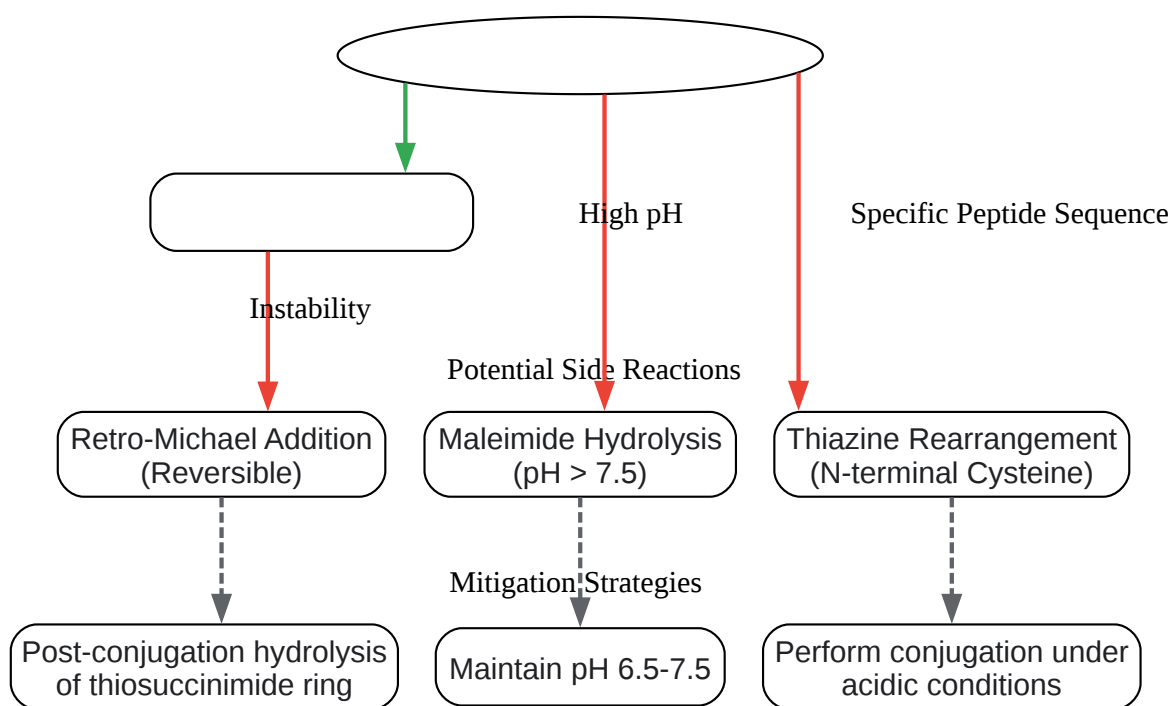 High pH
Specific Peptide Sequence
Instability
Potential Side Reactions
Retro-Michael Addition
(Reversible)
Maleimide Hydrolysis
(pH > 7.5)
Thiazine Rearrangement
(N-terminal Cysteine)
Mitigation Strategies
Post-conjugation hydrolysis
of thiosuccinimide ring
Maintain pH 6.5-7.5
Perform conjugation under
acidic conditions